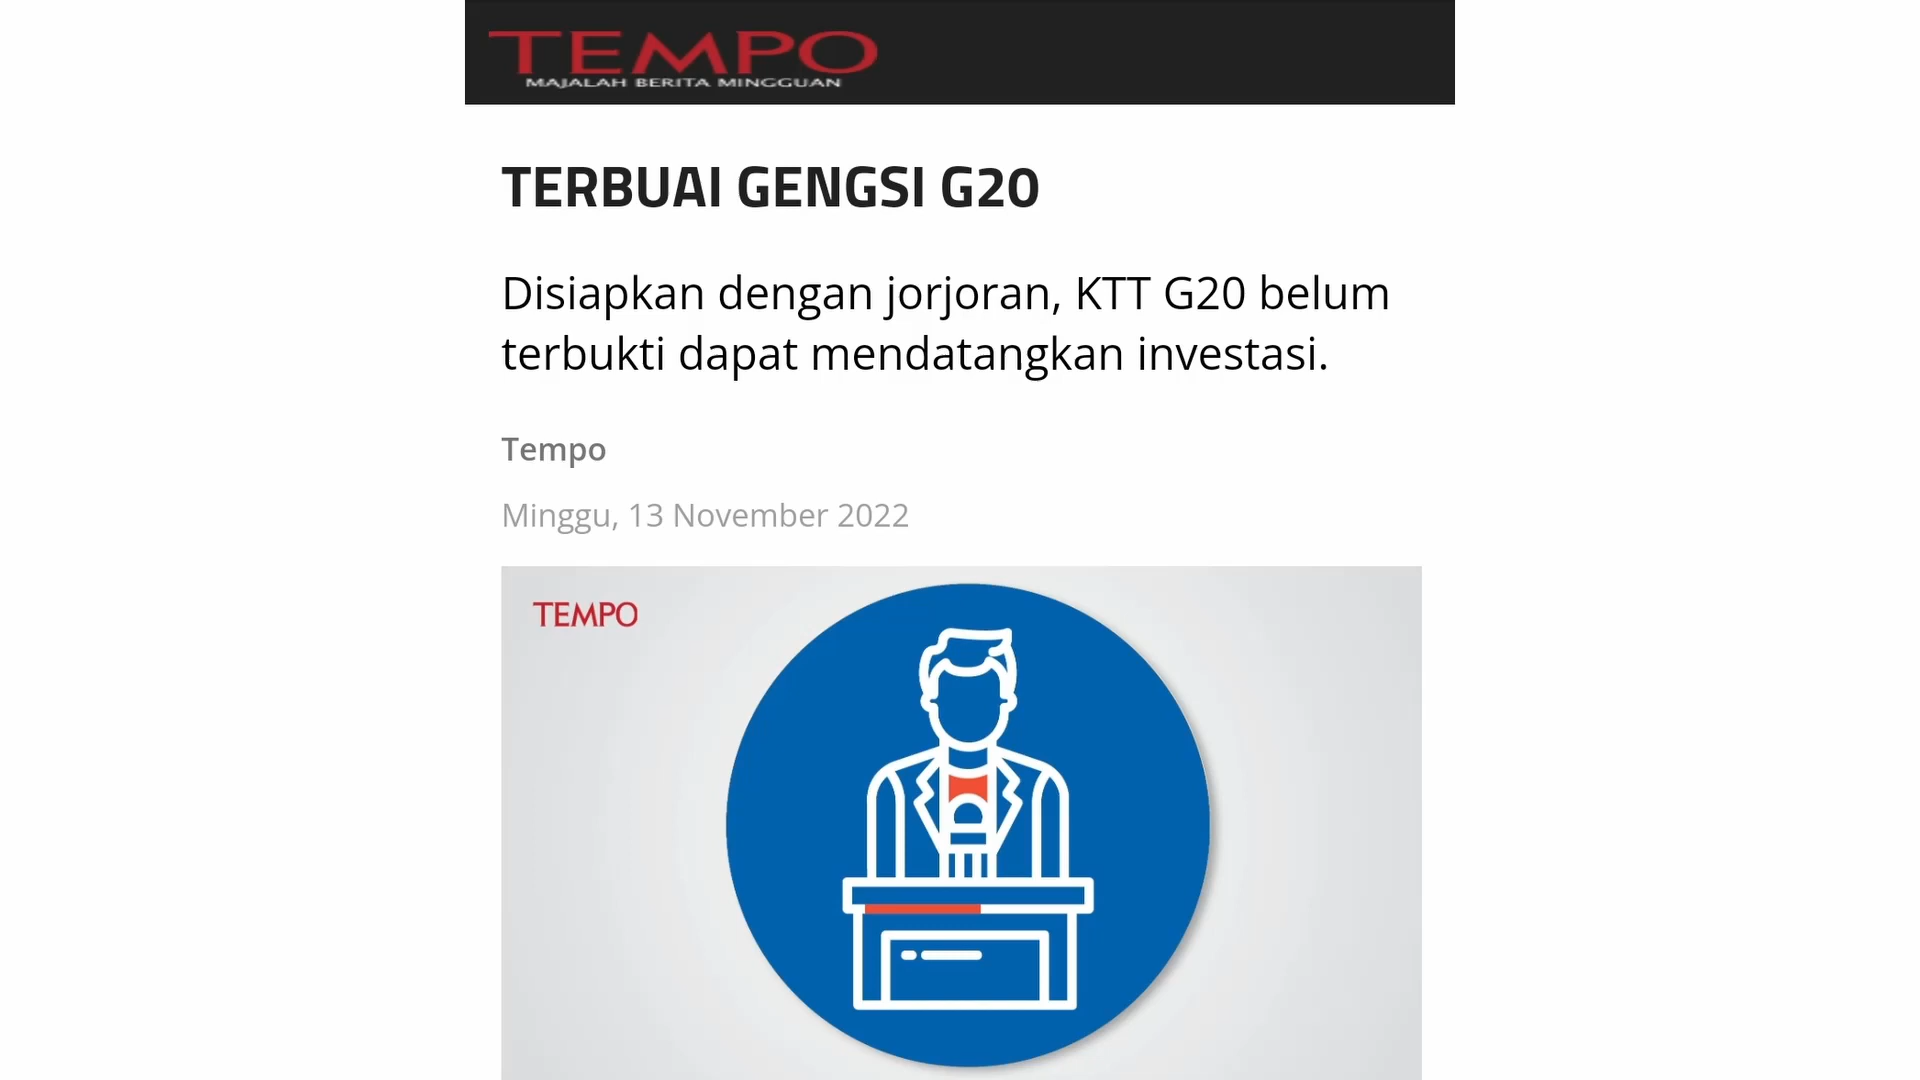 TEMPO
MAJALAH BERITA MINGGUAN
TERBUAI GENGSI G20
Disiapkan dengan jorjoran, KTT G20 belum
terbukti dapat mendatangkan investasi.
Tempo
Minggu, 13 November 2022
TEMPO